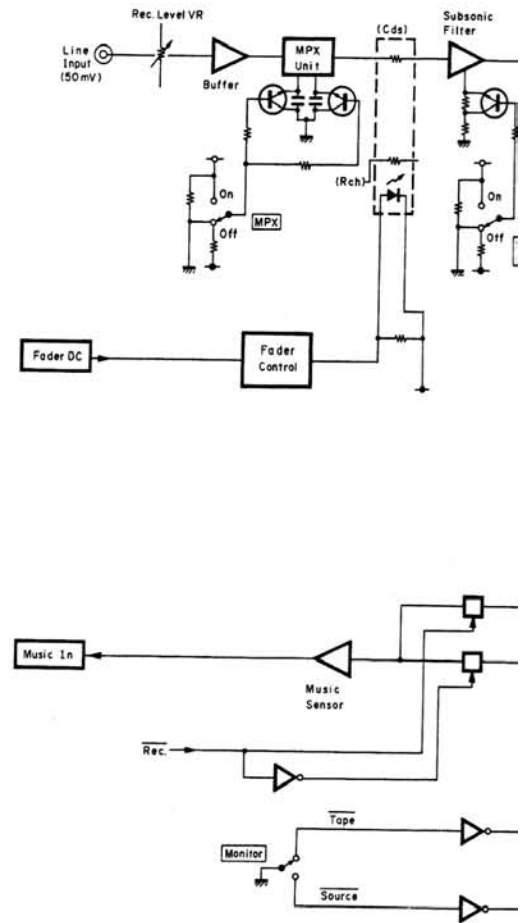 Rec. Level VR
Line
Input
(50mV)
Buffer
MPX
Unit
(Cds)
Subsonic
Filter
(Rch)
On
Off
MPX
On
Off
Fader DC
Fader
Control
Music In
Music
Sensor
Rec.
Tape
Monitor
Source